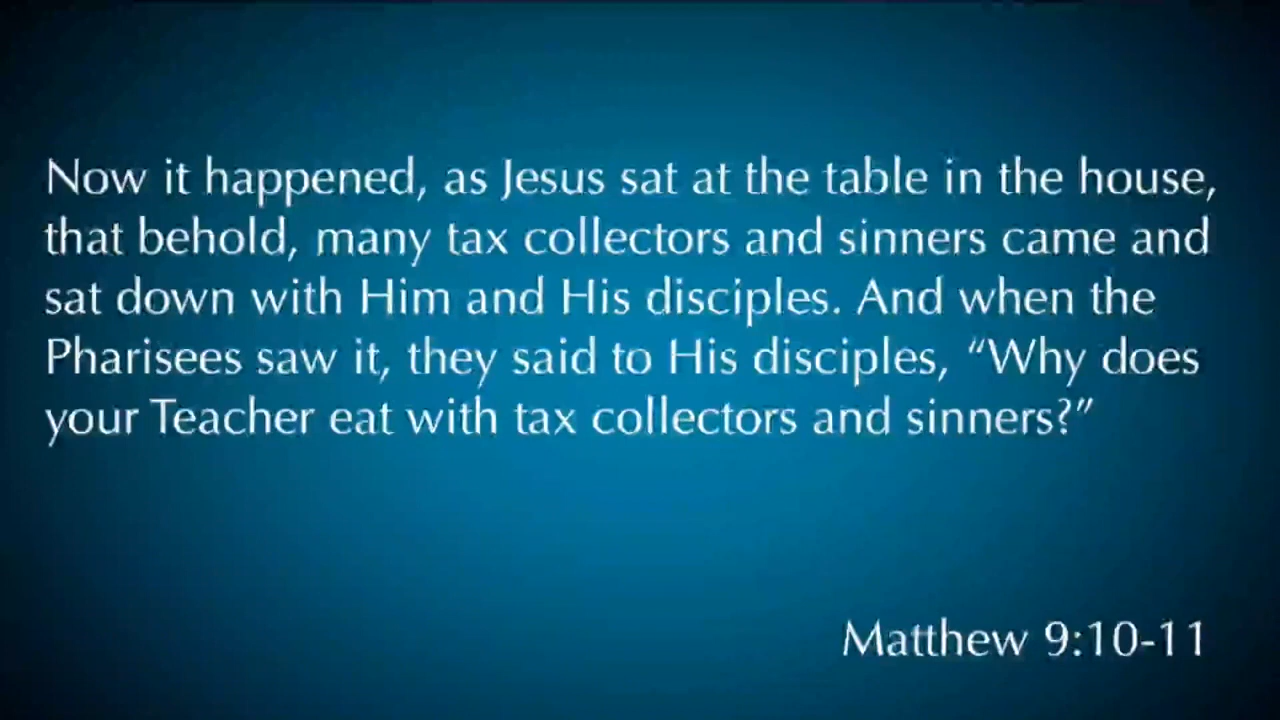 Now it happened, as Jesus sat at the table in the house,
that behold, many tax collectors and sinners came and
sat down with Him and His disciples. And when the
Pharisees saw it, they said to His disciples, “Why does
your Teacher eat with tax collectors and sinners?”
Matthew 9:10-11